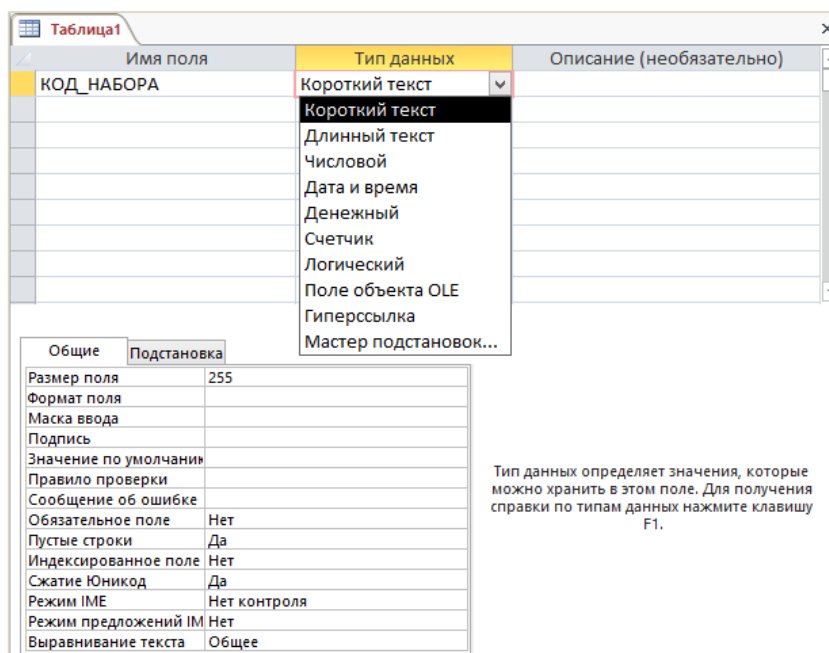 Таблица1
Имя поля Тип данных Описание (необязательно)
КОД_НАБОРА Короткий текст
Короткий текст
Длинный текст
Числовой
Дата и время
Денежный
Счетчик
Логический
Поле объекта OLE
Гиперссылка
Мастер подстановок...
Общие Подстановка
Размер поля 255
Формат поля
Маска ввода
Подпись
Значение по умолчани
Правило проверки
Сообщение об ошибке
Обязательное поле Нет
Пустые строки Да
Индексированное поле Нет
Сжатие Юникод Да
Режим IME Нет контроля
Режим предложений IM Нет
Выравнивание текста Общее
Тип данных определяет значения, которые
можно хранить в этом поле. Для получения
справки по типам данных нажмите клавишу
F1.